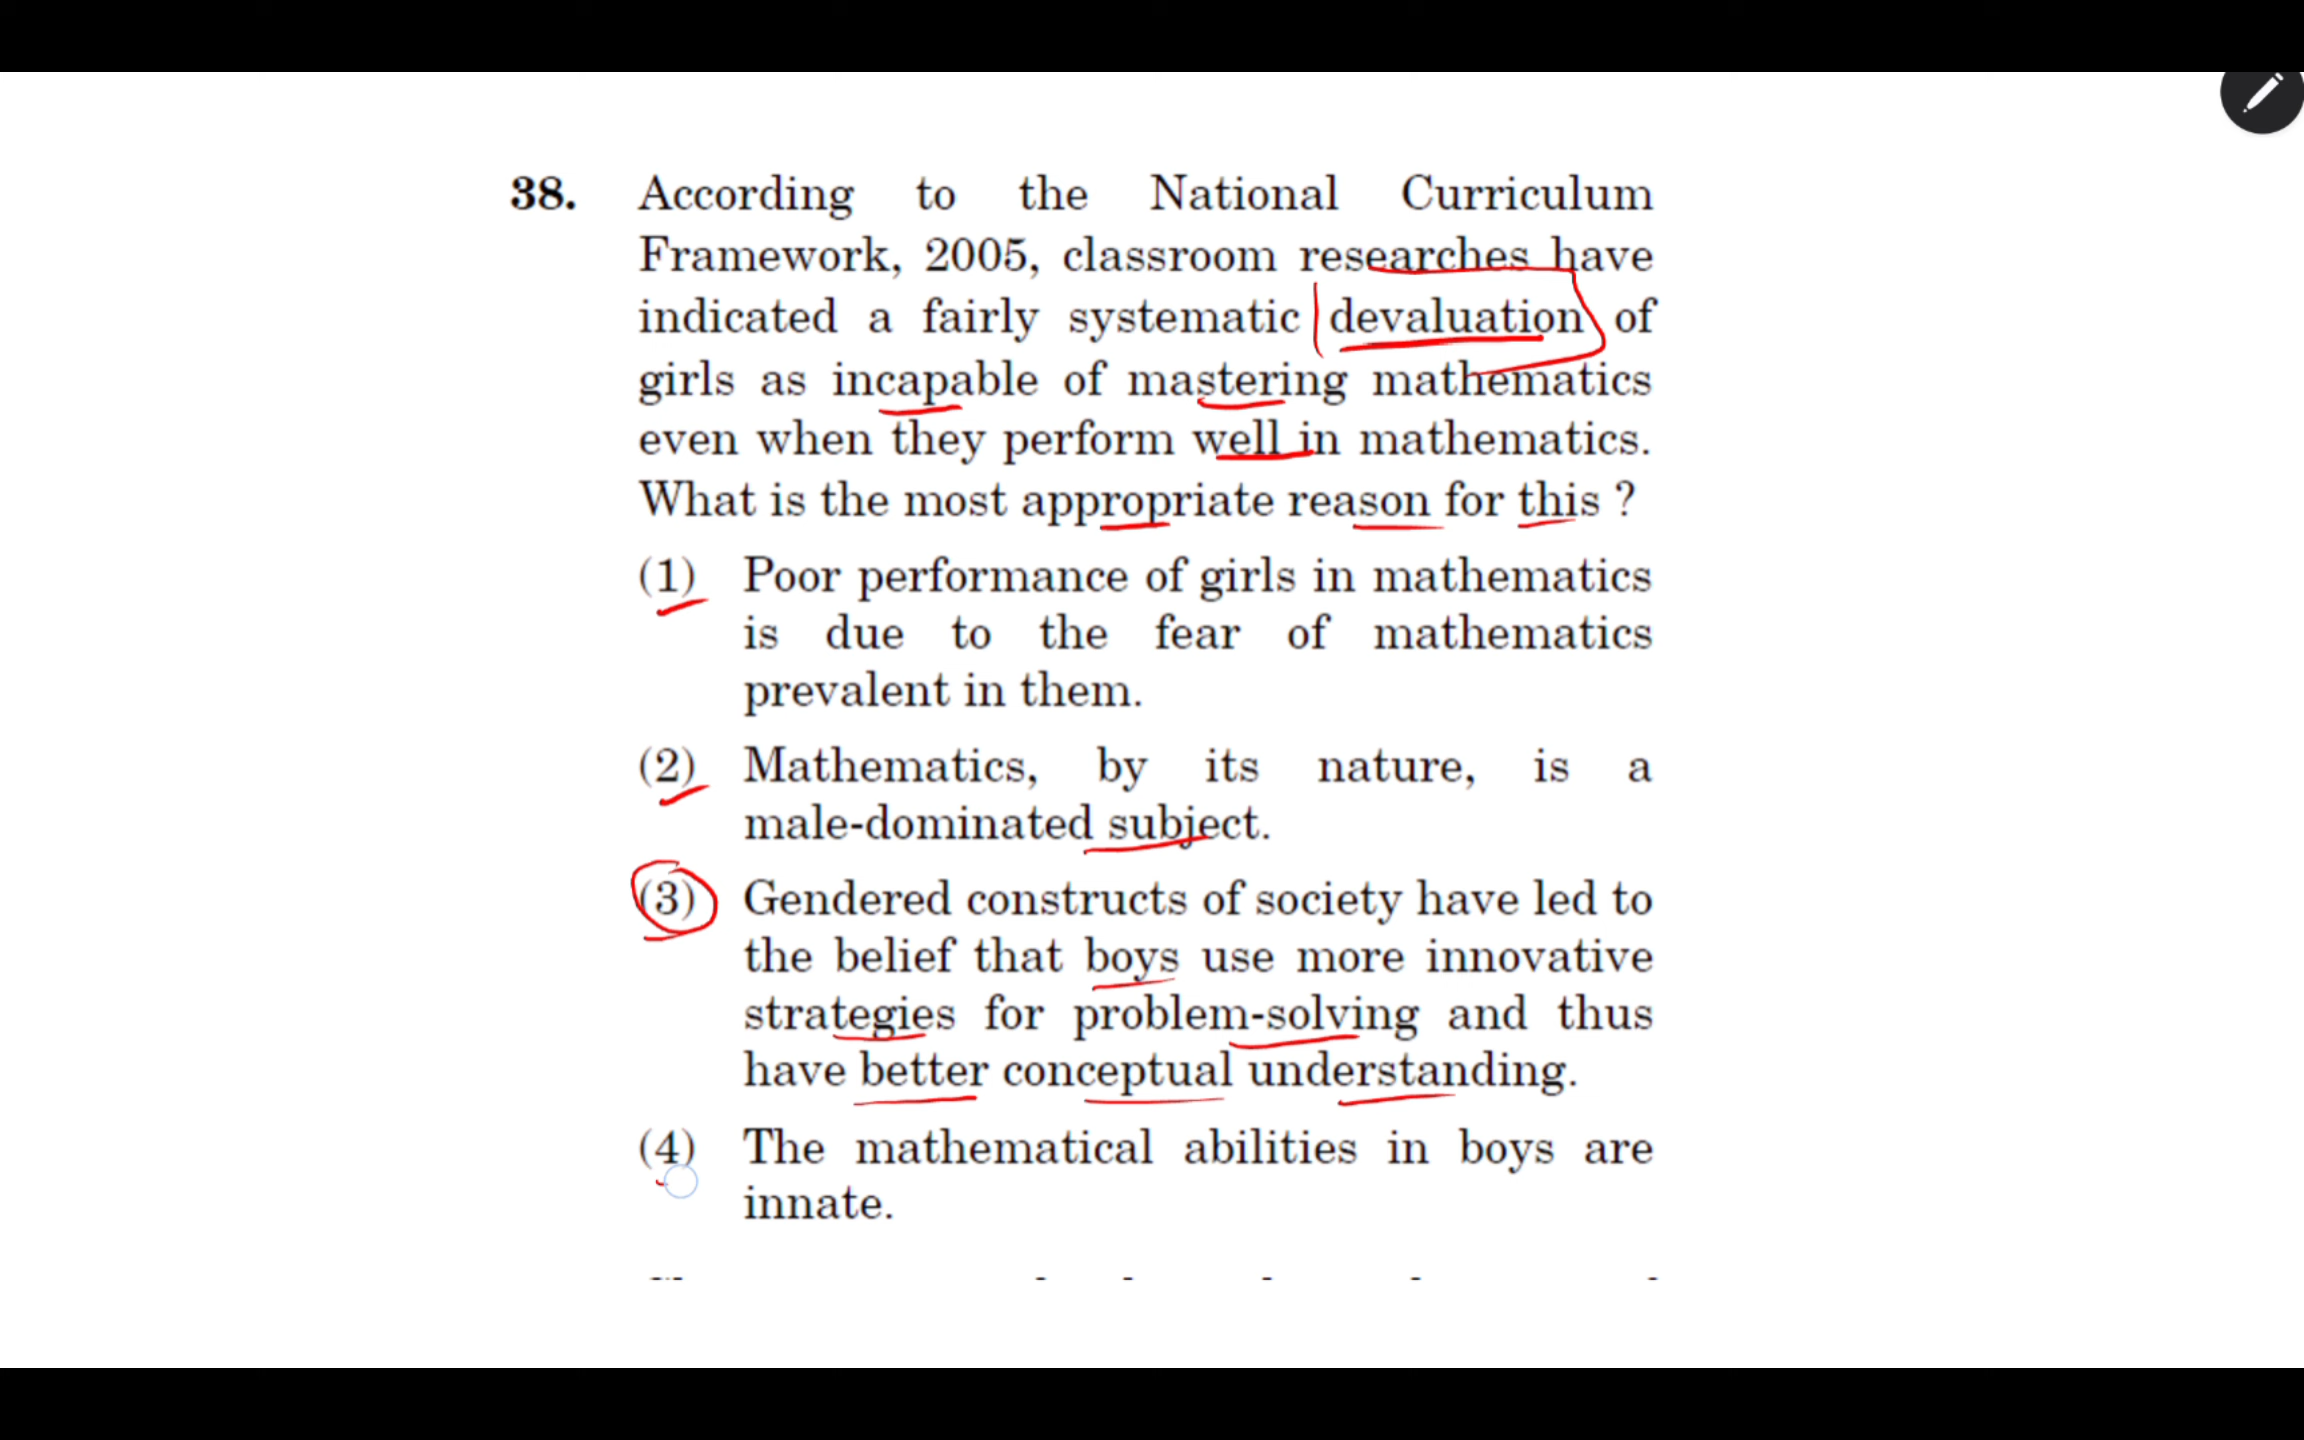 38. According to the National Curriculum
Framework, 2005, classroom researches have
indicated a fairly systematic devaluation of
girls as incapable of mastering mathematics
even when they perform well in mathematics.
What is the most appropriate reason for this ?
(1) Poor performance of girls in mathematics
is due to the fear of mathematics
prevalent in them.
(2) Mathematics, by its nature, is a
male-dominated subject.
(3) Gendered constructs of society have led to
the belief that boys use more innovative
strategies for problem-solving and thus
have better conceptual understanding.
(4) The mathematical abilities in boys are
innate.